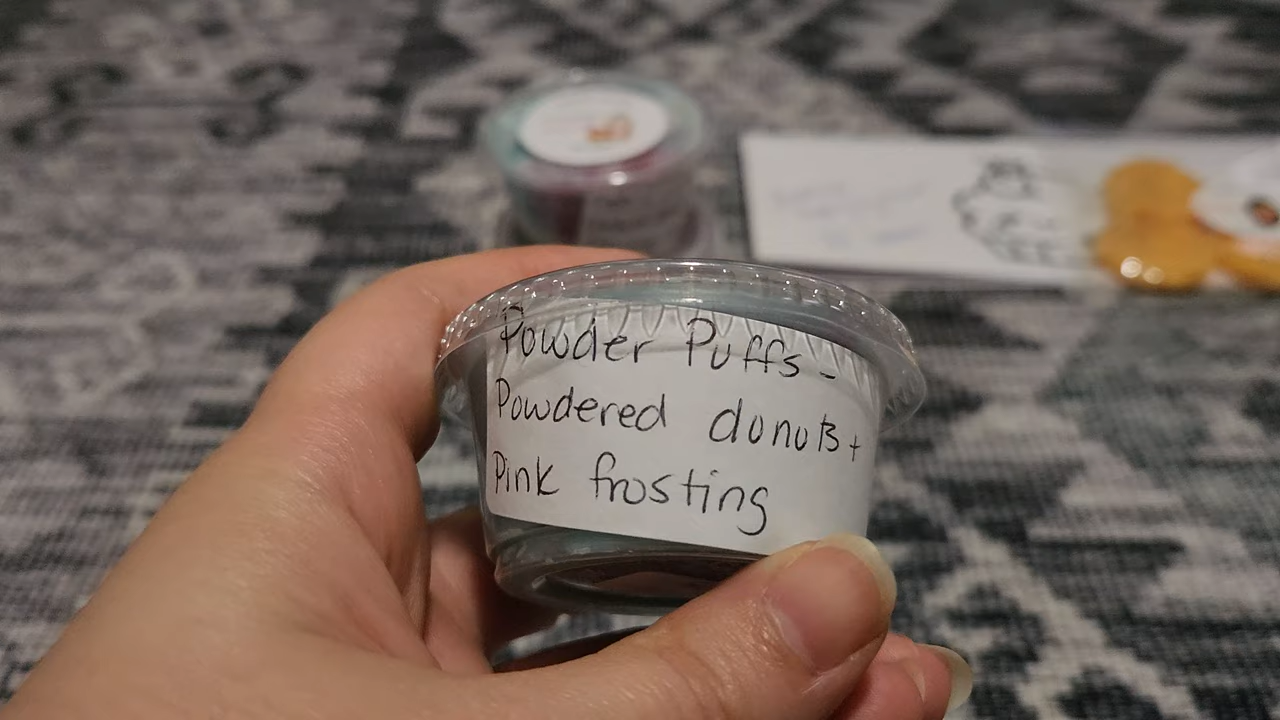 Powder Puffs -
Powdered donuts +
Pink frosting